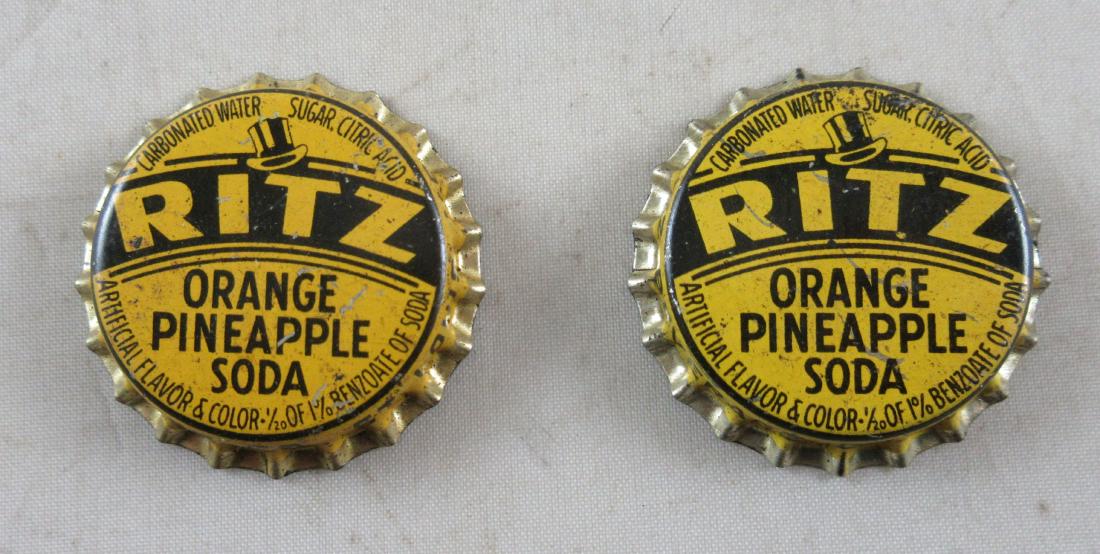 CARBONATED WATER SUGAR, CITRIC ACID
RITZ
ORANGE
PINEAPPLE
SODA
ARTIFICIAL FLAVOR & COLOR • 1/20 OF 1% BENZOATE OF SODA
CARBONATED WATER SUGAR, CITRIC ACID
RITZ
ORANGE
PINEAPPLE
SODA
ARTIFICIAL FLAVOR & COLOR • 1/20 OF 1% BENZOATE OF SODA